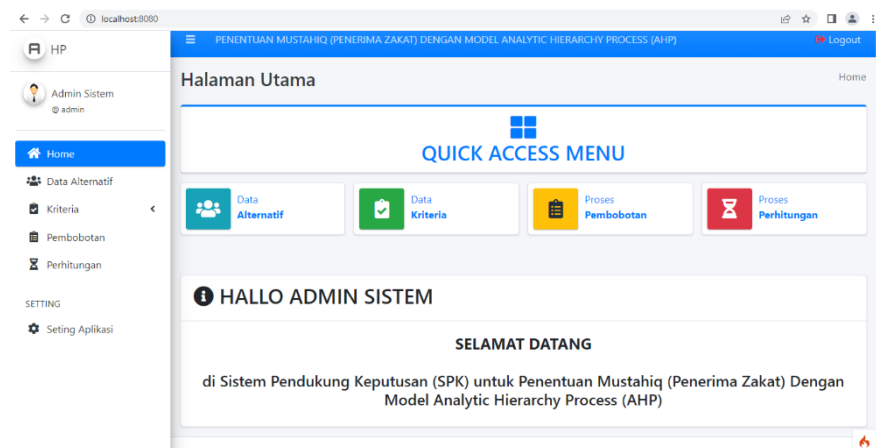 localhost:8080
HP
PENENTUAN MUSTAHIQ (PENERIMA ZAKAT) DENGAN MODEL ANALYTIC HIERARCHY PROCESS (AHP)
Logout
Admin Sistem
@ admin
Halaman Utama
Home
QUICK ACCESS MENU
Home
Data Alternatif
Kriteria
Pembobotan
Perhitungan
SETTING
Seting Aplikasi
Data
Alternatif
Data
Kriteria
Proses
Pembobotan
Proses
Perhitungan
HALLO ADMIN SISTEM
SELAMAT DATANG
di Sistem Pendukung Keputusan (SPK) untuk Penentuan Mustahiq (Penerima Zakat) Dengan
Model Analytic Hierarchy Process (AHP)